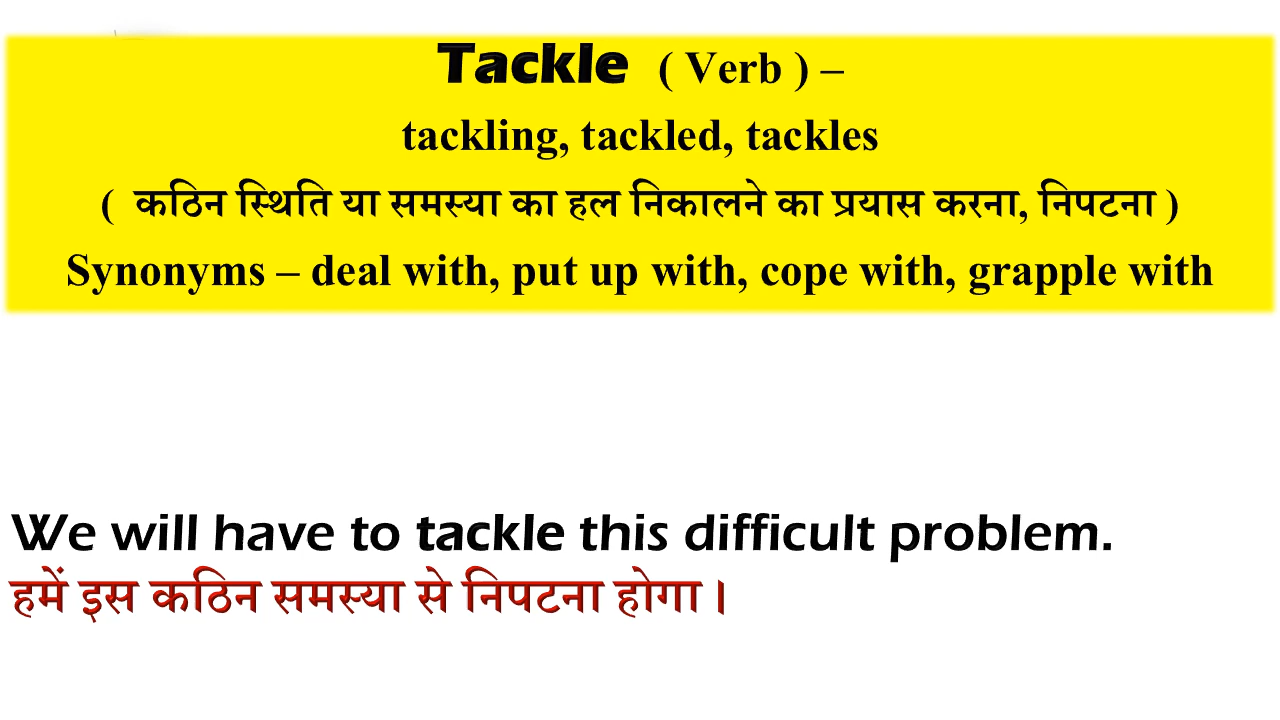 Tackle ( Verb ) –
tackling, tackled, tackles
( कठिन स्थिति या समस्या का हल निकालने का प्रयास करना, निपटना )
Synonyms – deal with, put up with, cope with, grapple with
We will have to tackle this difficult problem.
हमें इस कठिन समस्या से निपटना होगा।